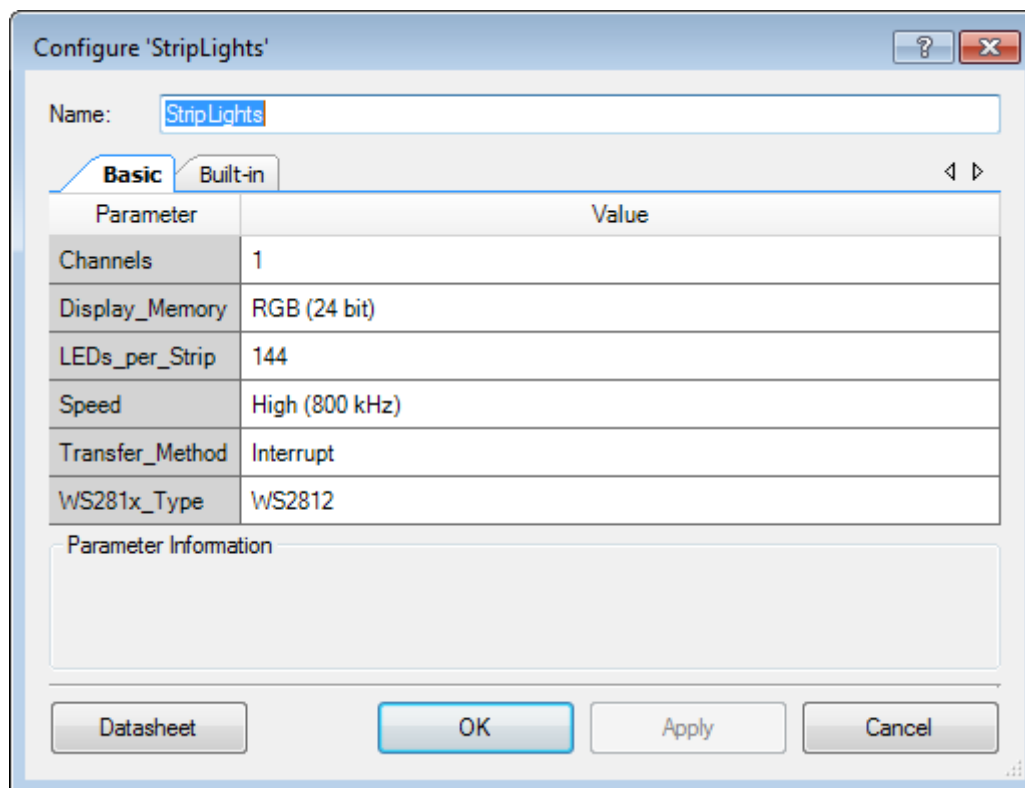 Configure 'StripLights'
Name: StripLights
Basic Built-in
Parameter Value
Channels 1
Display_Memory RGB (24 bit)
LEDs_per_Strip 144
Speed High (800 kHz)
Transfer_Method Interrupt
WS281x_Type WS2812
Parameter Information
Datasheet OK Apply Cancel